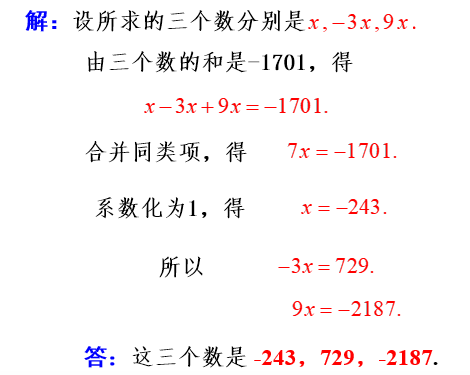 解：设所求的三个数分别是x,−3x,9x.
由三个数的和是−1701，得
x−3x+9x=−1701.
合并同类项，得 7x=−1701.
系数化为1，得 x=−243.
所以 −3x=729.
9x=−2187.
答：这三个数是 -243，729，-2187.